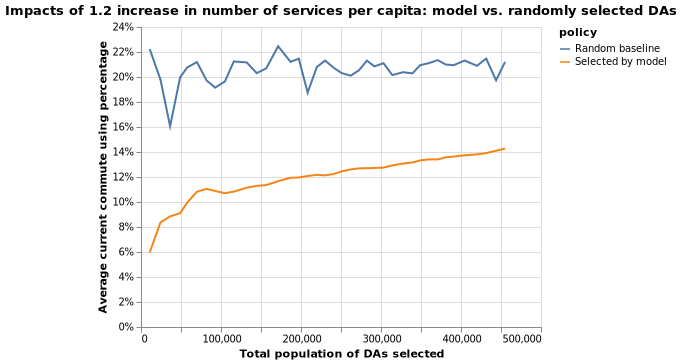 Impacts of 1.2 increase in number of services per capita: model vs. randomly selected DAs
policy
Random baseline
Selected by model
Average current commute using percentage
24%
22%
20%
18%
16%
14%
12%
10%
8%
6%
4%
2%
0%
0 100,000 200,000 300,000 400,000 500,000
Total population of DAs selected